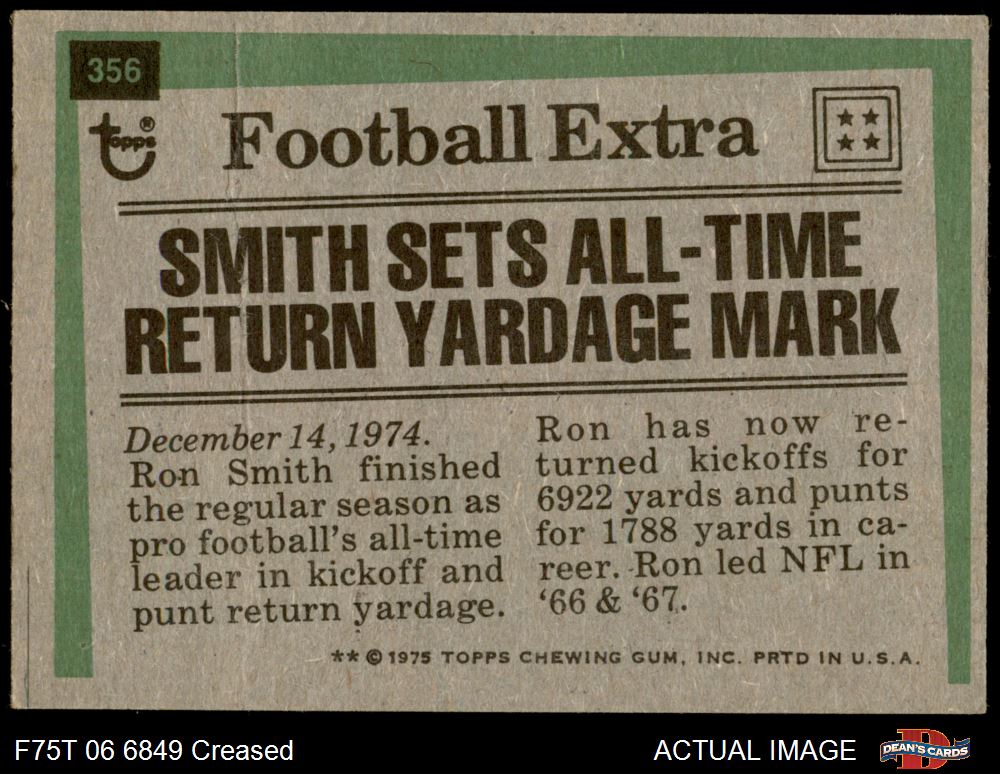 356
topps®
Football Extra
SMITH SETS ALL-TIME
RETURN YARDAGE MARK
December 14, 1974.
Ron Smith finished
the regular season as
pro football's all-time
leader in kickoff and
punt return yardage.
Ron has now re-
turned kickoffs for
6922 yards and punts
for 1788 yards in ca-
reer. Ron led NFL in
‘66 & ‘67.
** © 1975 TOPPS CHEWING GUM, INC. PRTD IN U.S.A.
F75T 06 6849 Creased
ACTUAL IMAGE
DEAN'S CARDS